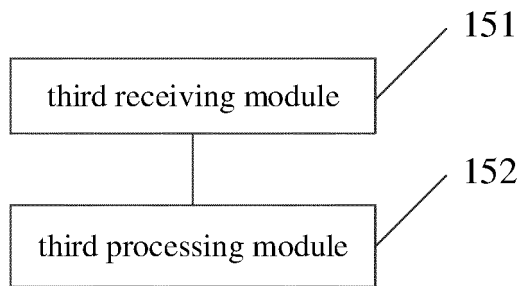 151
third receiving module
152
third processing module